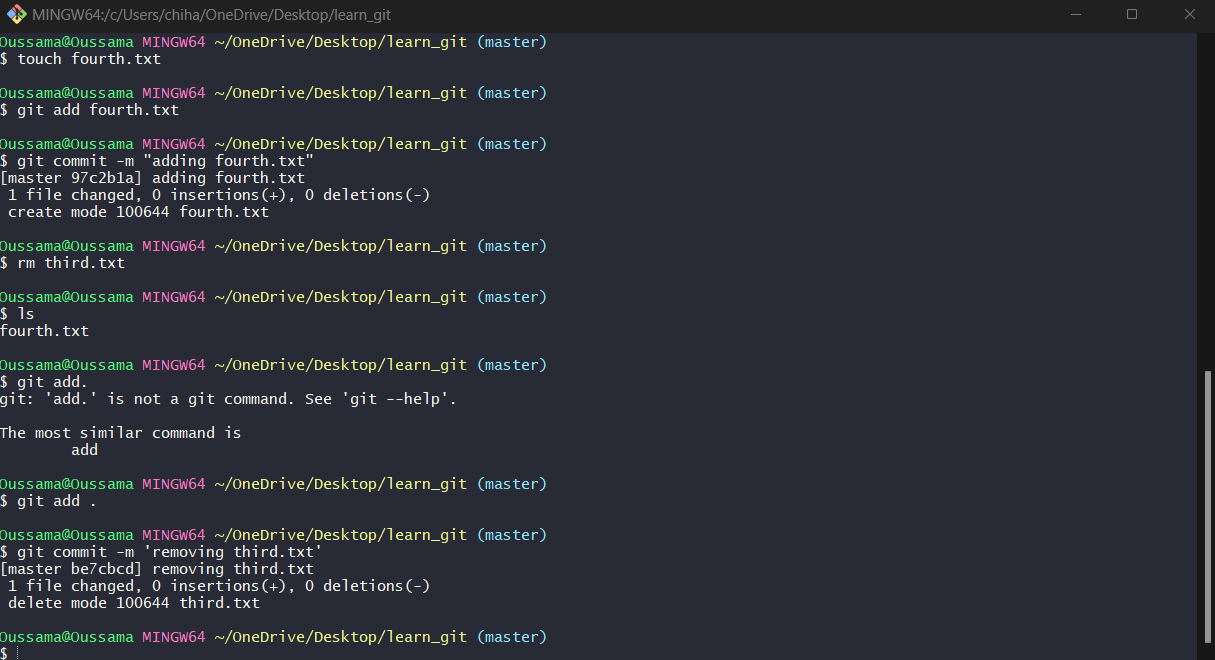 MINGW64:/c/Users/chiha/OneDrive/Desktop/learn_git
Oussama@Oussama MINGW64 ~/OneDrive/Desktop/learn_git (master)
$ touch fourth.txt
Oussama@Oussama MINGW64 ~/OneDrive/Desktop/learn_git (master)
$ git add fourth.txt
Oussama@Oussama MINGW64 ~/OneDrive/Desktop/learn_git (master)
$ git commit -m "adding fourth.txt"
[master 97c2b1a] adding fourth.txt
 1 file changed, 0 insertions(+), 0 deletions(-)
 create mode 100644 fourth.txt
Oussama@Oussama MINGW64 ~/OneDrive/Desktop/learn_git (master)
$ rm third.txt
Oussama@Oussama MINGW64 ~/OneDrive/Desktop/learn_git (master)
$ ls
fourth.txt
Oussama@Oussama MINGW64 ~/OneDrive/Desktop/learn_git (master)
$ git add.
git: 'add.' is not a git command. See 'git --help'.
The most similar command is
        add
Oussama@Oussama MINGW64 ~/OneDrive/Desktop/learn_git (master)
$ git add .
Oussama@Oussama MINGW64 ~/OneDrive/Desktop/learn_git (master)
$ git commit -m 'removing third.txt'
[master be7cbcd] removing third.txt
 1 file changed, 0 insertions(+), 0 deletions(-)
 delete mode 100644 third.txt
Oussama@Oussama MINGW64 ~/OneDrive/Desktop/learn_git (master)
$